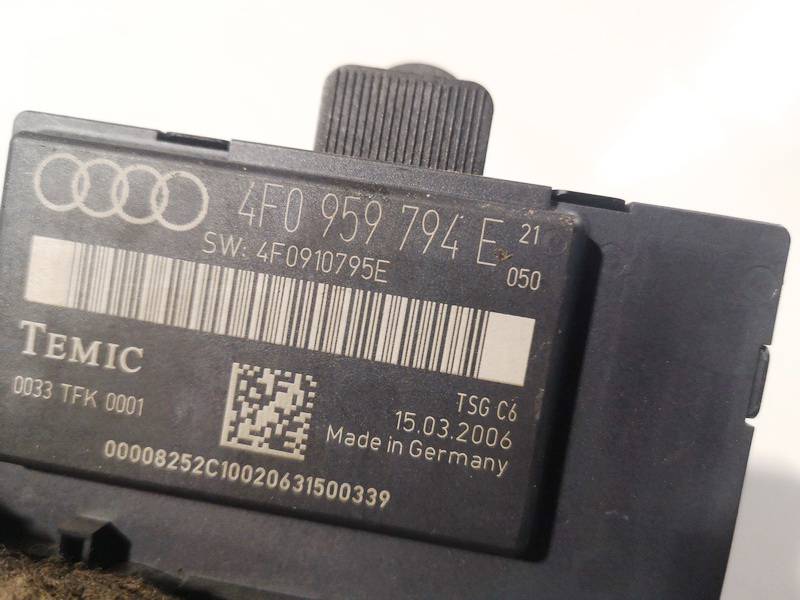 4F0 959 794 E 21
050
SW: 4F0910795E
TEMIC
0033 TFK 0001
TSG C6
15.03.2006
Made in Germany
00008252C10020631500339